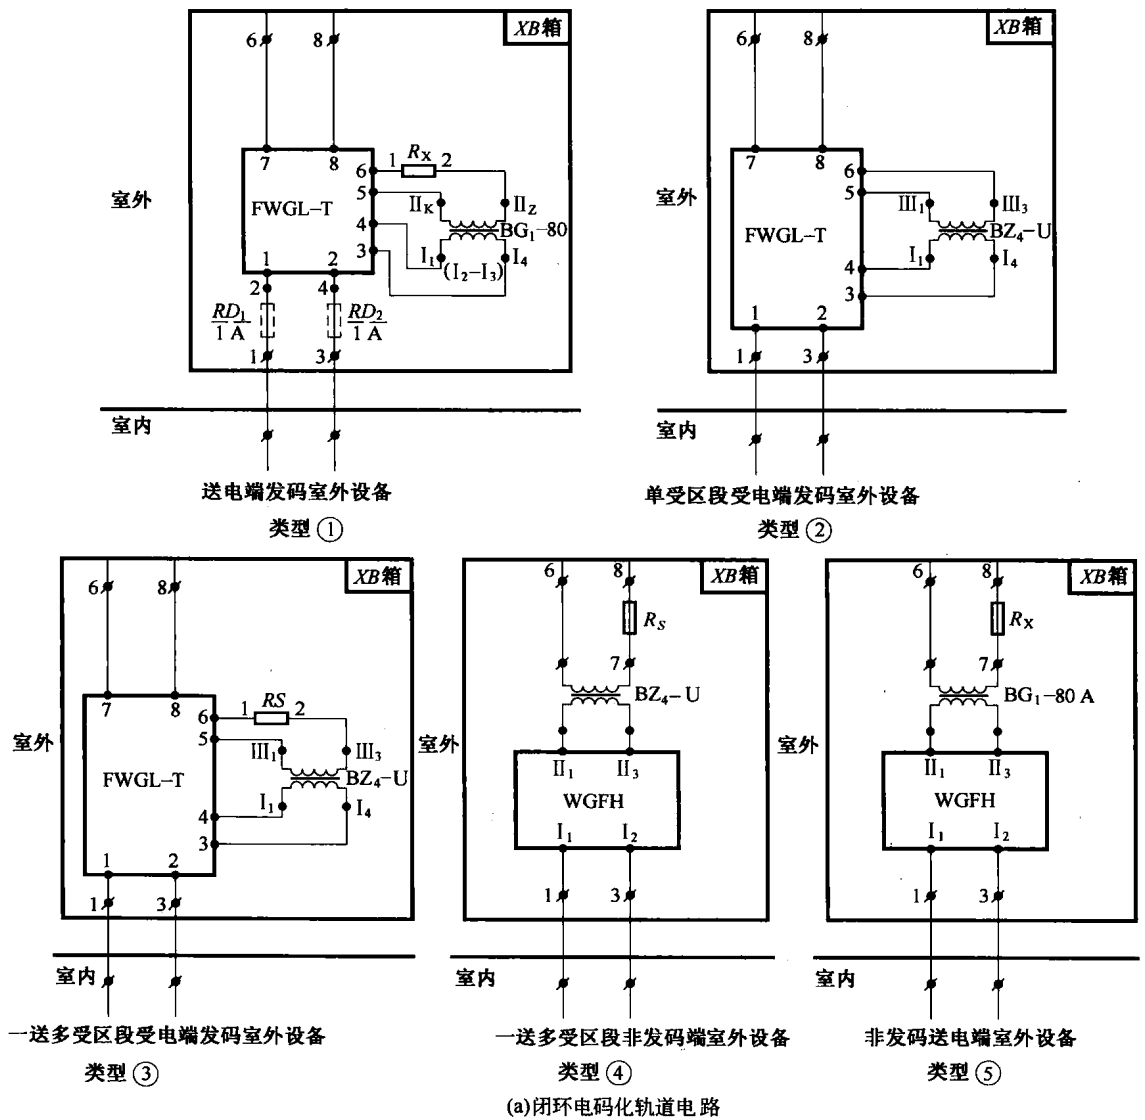 XB箱
6 8
7 8
室外
FWGL-T
6 1 Rx 2
5 IIK IIZ
4 BG1-80
3 I1 (I2-I3) I4
1 2
2 4
RD1 RD2
1 A 1 A
1 3
室内
送电端发码室外设备
类型①
XB箱
6 8
7 8
室外
FWGL-T
6
5 III1 III3
BZ4-U
4 I1 I4
3
1 2
1 3
室内
单受区段受电端发码室外设备
类型②
XB箱
6 8
7 8
室外
FWGL-T
6 1 RS 2
5 III1 III3
BZ4-U
4 I1 I4
3
1 2
1 3
室内
一送多受区段受电端发码室外设备
类型③
XB箱
6 8
RS
7
BZ4-U
室外
II1 II3
WGFH
I1 I2
1 3
室内
一送多受区段非发码端室外设备
类型④
XB箱
6 8
Rx
7
BG1-80 A
室外
II1 II3
WGFH
I1 I2
1 3
室内
非发码送电端室外设备
类型⑤
(a)闭环电码化轨道电路